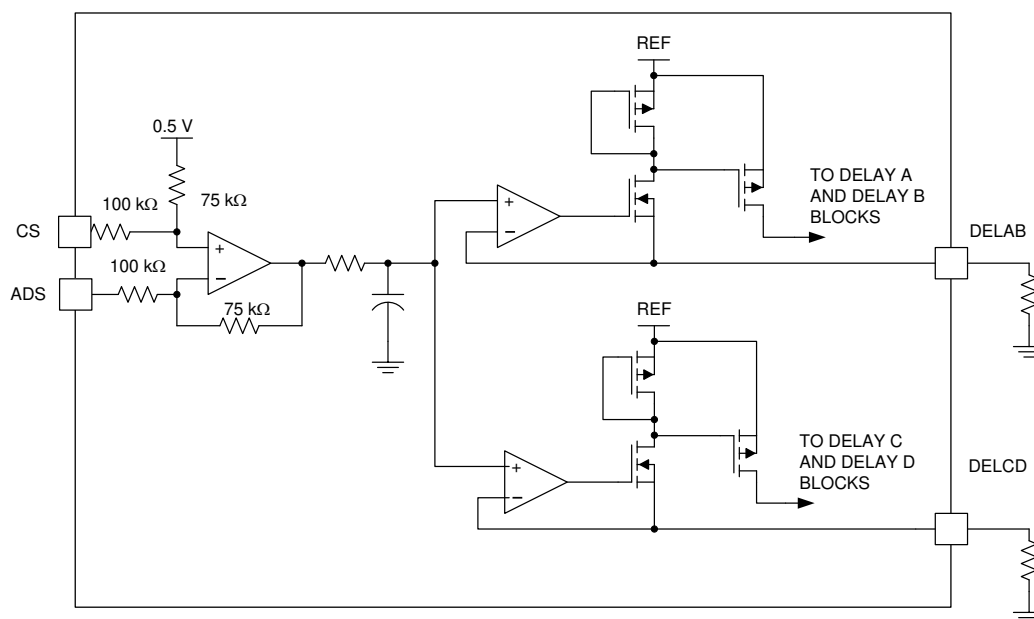 REF
0.5 V
100 kΩ
75 kΩ
CS
+
−
100 kΩ
ADS
75 kΩ
+
−
TO DELAY A
AND DELAY B
BLOCKS
DELAB
REF
+
−
TO DELAY C
AND DELAY D
BLOCKS
DELCD